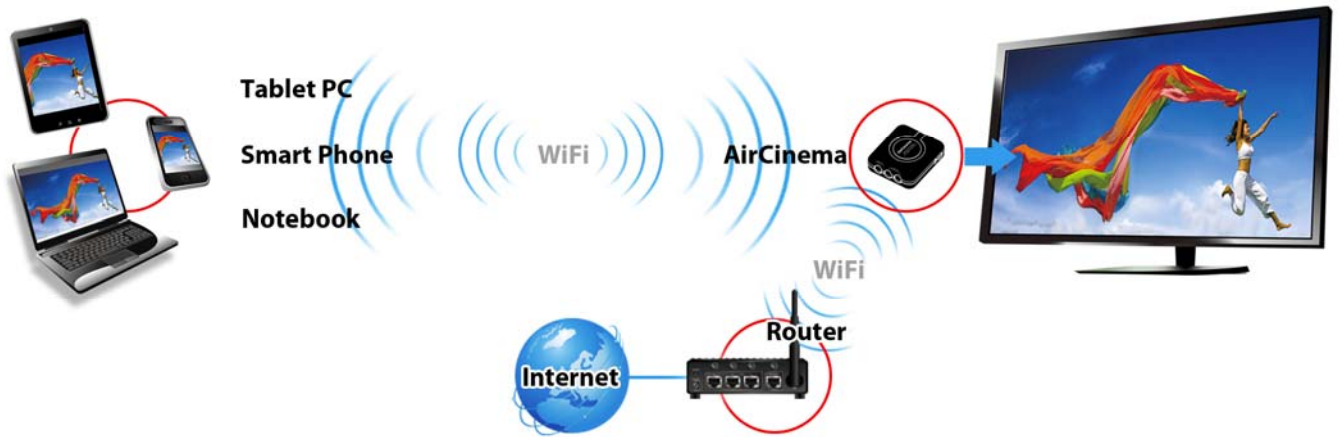 Tablet PC
Smart Phone
Notebook
WiFi
AirCinema
WiFi
Router
Internet